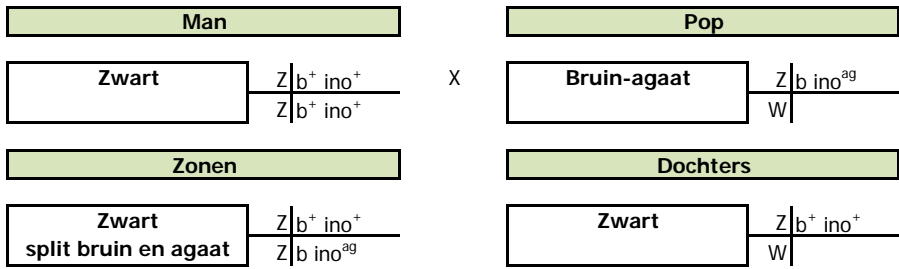 Man
Pop
Zwart
Z b⁺ ino⁺
Z b⁺ ino⁺
X
Bruin-agaat
Z b ino^ag
W
Zonen
Dochters
Zwart
split bruin en agaat
Z b⁺ ino⁺
Z b ino^ag
Zwart
Z b⁺ ino⁺
W